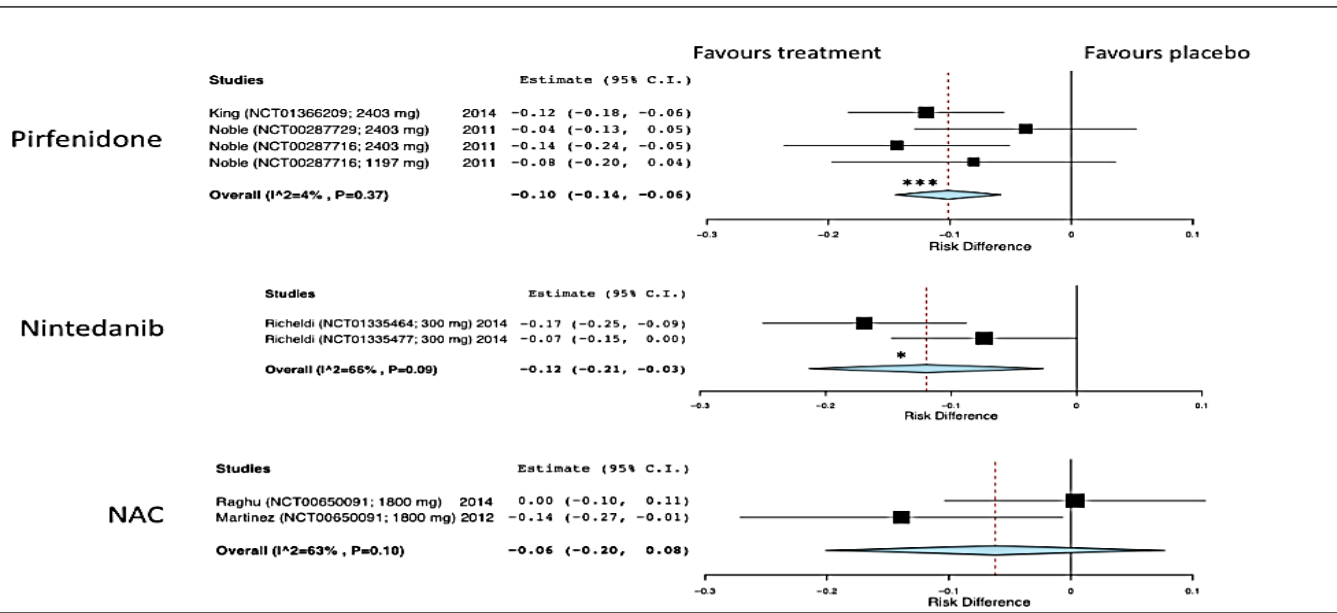 Favours treatment Favours placebo
Studies Estimate (95% C.I.)
King (NCT01366209; 2403 mg) 2014 -0.12 (-0.18, -0.06)
Noble (NCT00287729; 2403 mg) 2011 -0.04 (-0.13, 0.05)
Pirfenidone
Noble (NCT00287716; 2403 mg) 2011 -0.14 (-0.24, -0.05)
Noble (NCT00287716; 1197 mg) 2011 -0.08 (-0.20, 0.04)
***
Overall (I^2=4% , P=0.37) -0.10 (-0.14, -0.06)
-0.3 -0.2 -0.1 0 0.1
Risk Difference
Studies Estimate (95% C.I.)
Nintedanib
Richeldi (NCT01335464; 300 mg) 2014 -0.17 (-0.25, -0.09)
Richeldi (NCT01335477; 300 mg) 2014 -0.07 (-0.15, 0.00)
*
Overall (I^2=66% , P=0.09) -0.12 (-0.21, -0.03)
-0.3 -0.2 -0.1 0 0.1
Risk Difference
Studies Estimate (95% C.I.)
Raghu (NCT00650091; 1800 mg) 2014 0.00 (-0.10, 0.11)
NAC
Martinez (NCT00650091; 1800 mg) 2012 -0.14 (-0.27, -0.01)
Overall (I^2=63% , P=0.10) -0.06 (-0.20, 0.08)
-0.3 -0.2 -0.1 0 0.1
Risk Difference